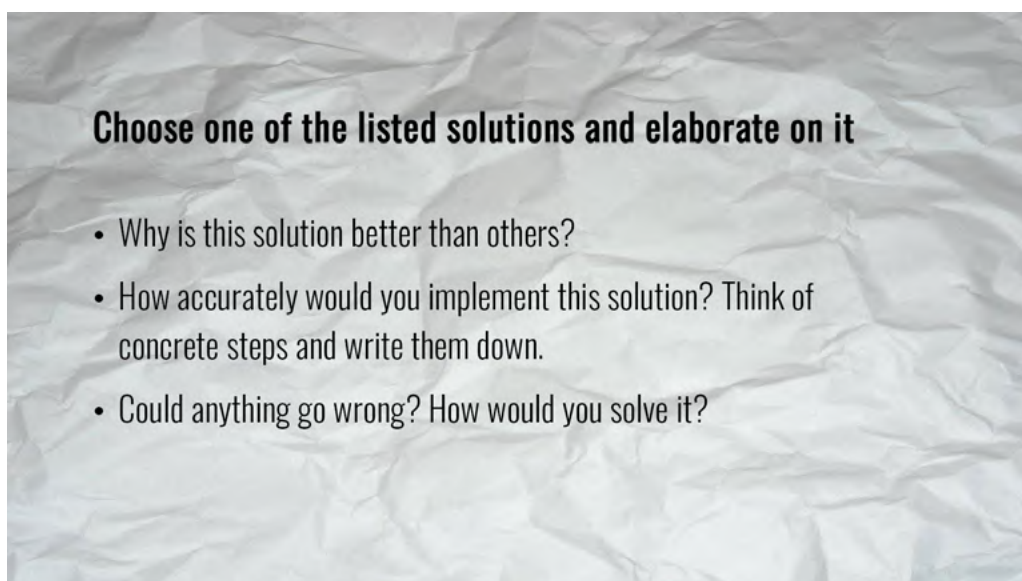 Choose one of the listed solutions and elaborate on it
• Why is this solution better than others?
• How accurately would you implement this solution? Think of
concrete steps and write them down.
• Could anything go wrong? How would you solve it?